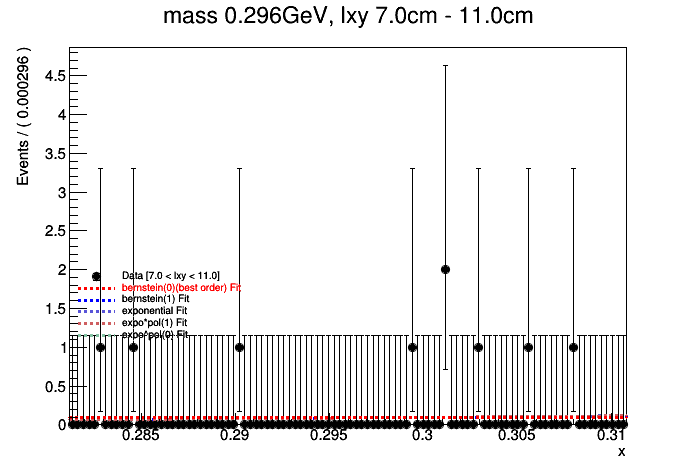 mass 0.296GeV, lxy 7.0cm - 11.0cm
Events / ( 0.000296 )
4.5
4
3.5
3
2.5
2
1.5
1
0.5
0
Data [7.0 < lxy < 11.0]
bernstein(0)(best order) Fit
bernstein(1) Fit
exponential Fit
expo*pol(1) Fit
expo*pol(0) Fit
0.285 0.29 0.295 0.3 0.305 0.31
x